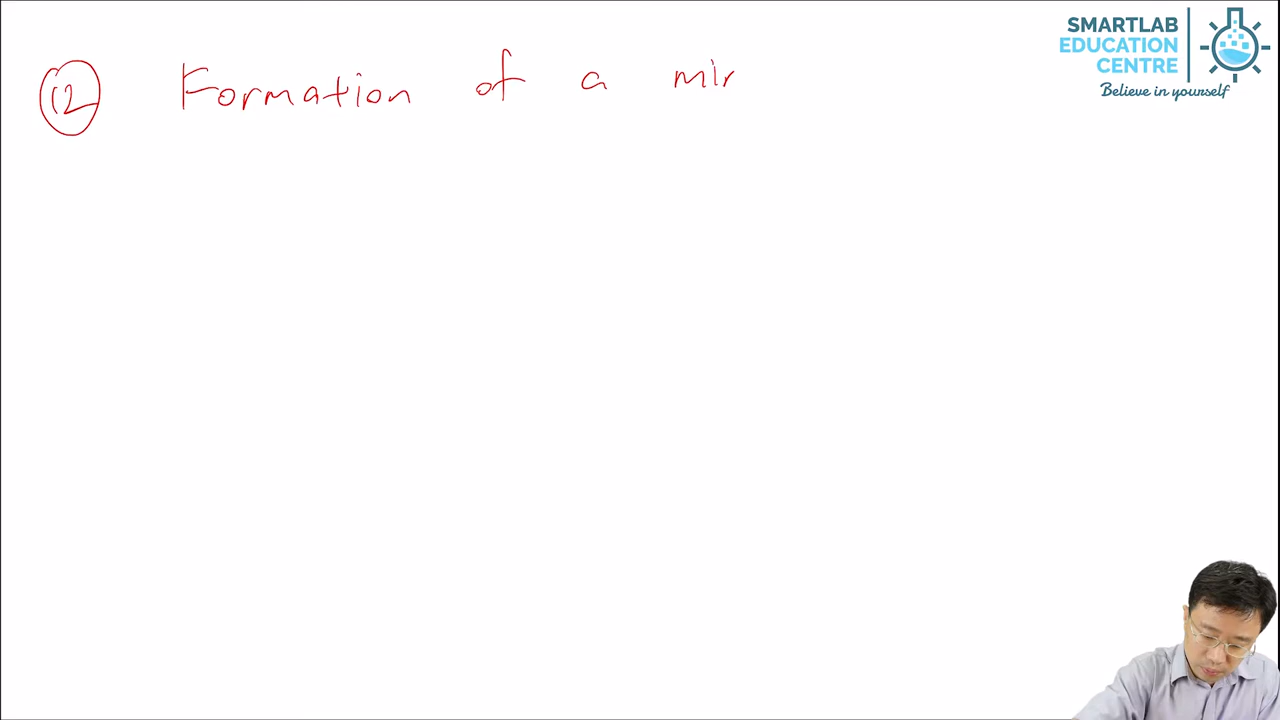 SMARTLAB
EDUCATION
CENTRE
Believe in yourself
12 Formation of a mir